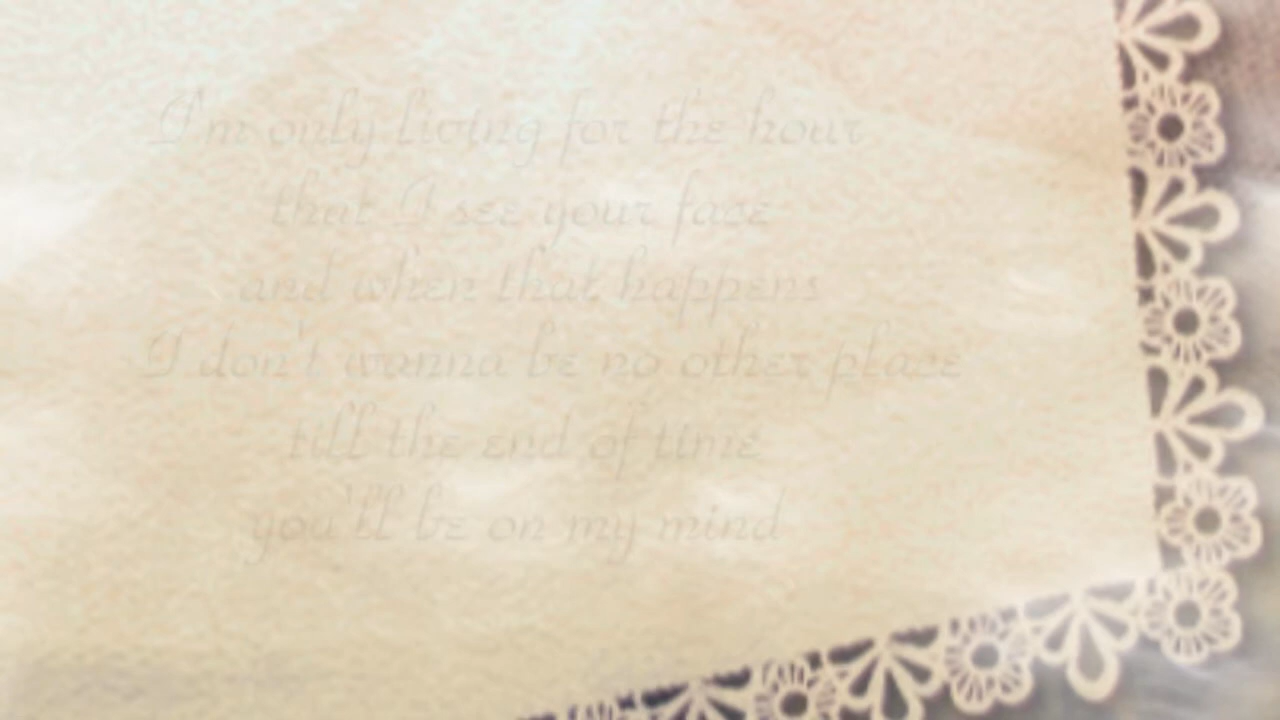 I'm only living for the hour
that I see your face
and when that happens
I don't wanna be no other place
till the end of time
you'll be on my mind